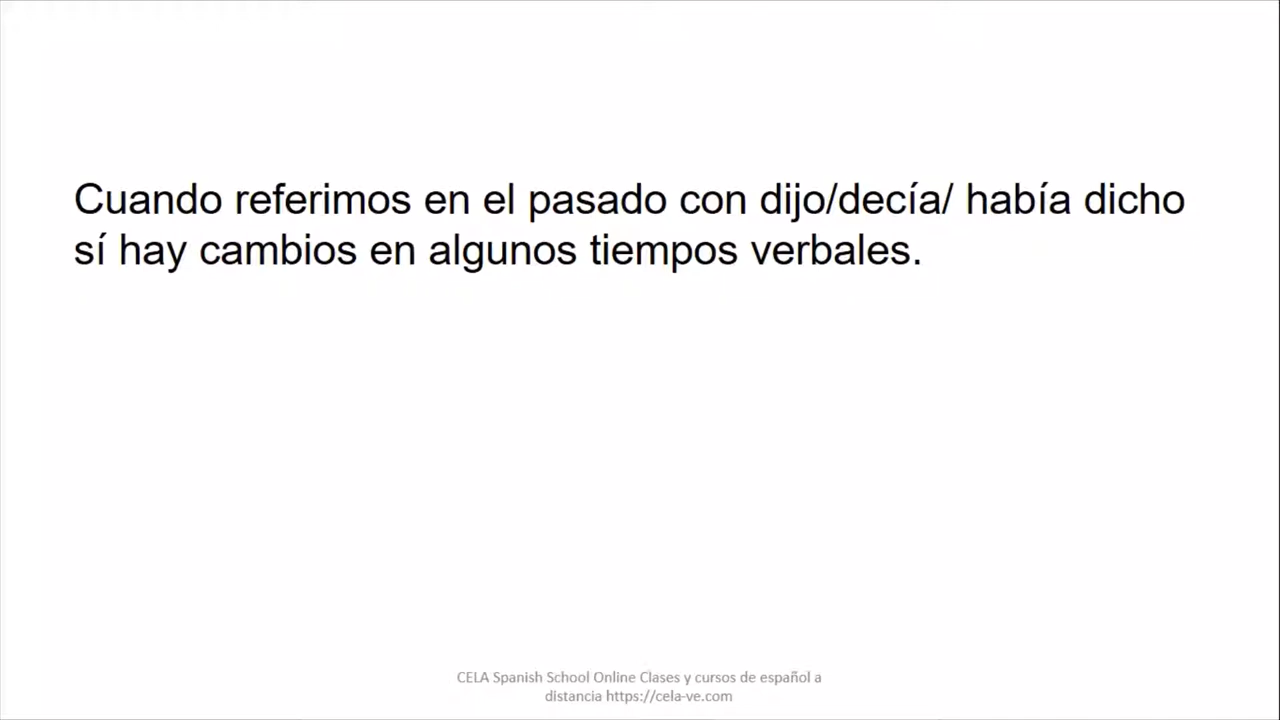 Cuando referimos en el pasado con dijo/decía/ había dicho
sí hay cambios en algunos tiempos verbales.
CELA Spanish School Online Clases y cursos de español a
distancia https://cela-ve.com